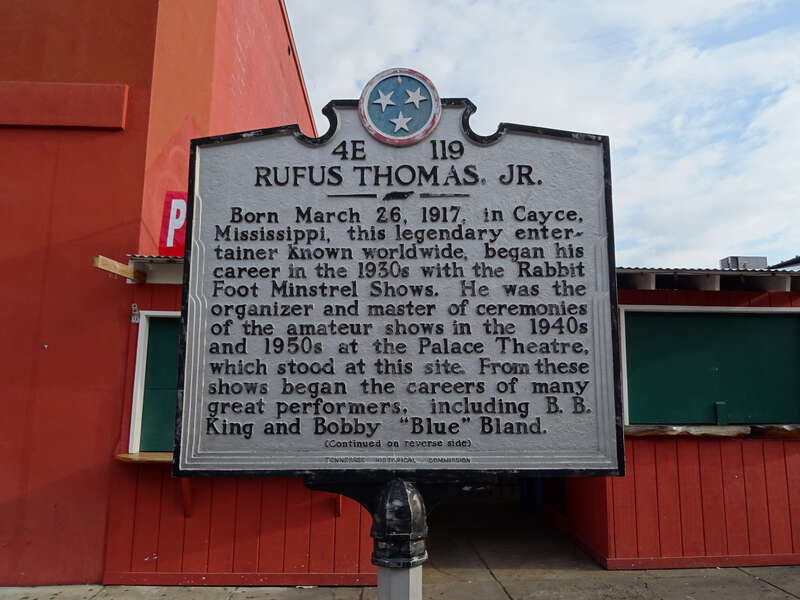 4E 119
RUFUS THOMAS, JR.
Born March 26, 1917, in Cayce,
Mississippi, this legendary enter-
tainer known worldwide, began his
career in the 1930s with the Rabbit
Foot Minstrel Shows. He was the
organizer and master of ceremonies
of the amateur shows in the 1940s
and 1950s at the Palace Theatre,
which stood at this site. From these
shows began the careers of many
great performers, including B. B.
King and Bobby "Blue" Bland.
(Continued on reverse side)
TENNESSEE HISTORICAL COMMISSION
P